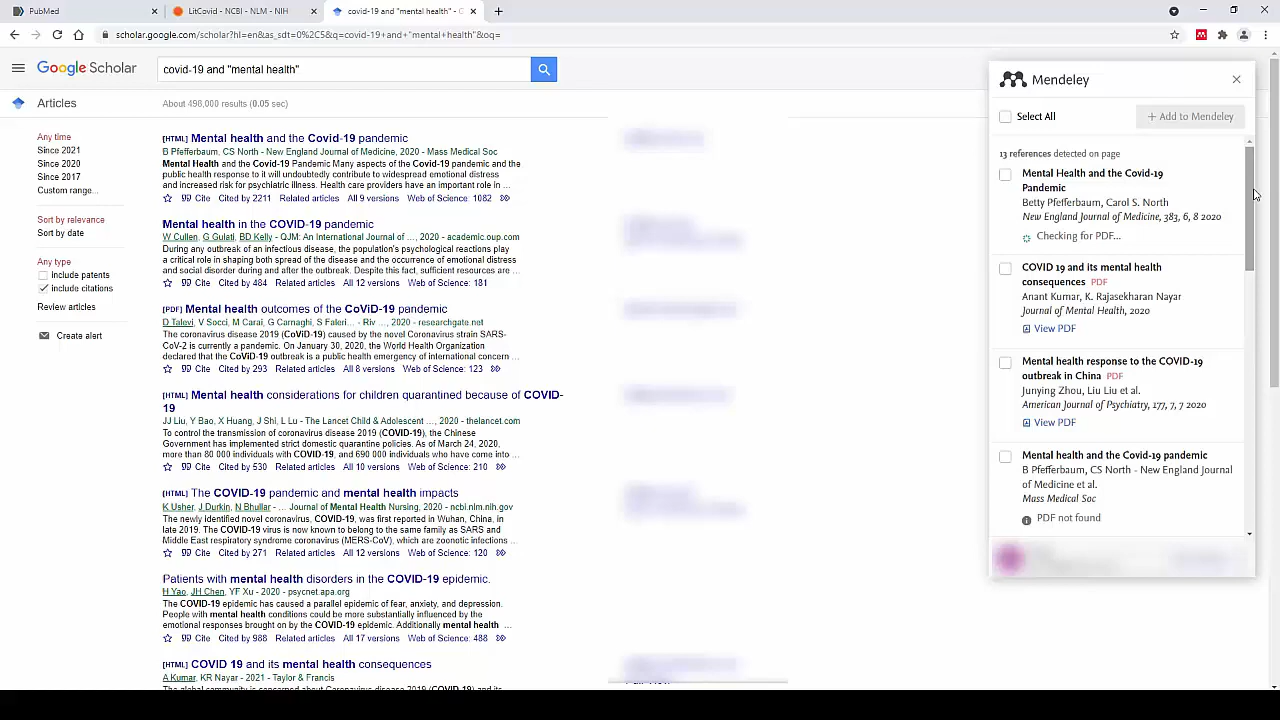 PubMed
LitCovid - NCBI - NLM - NIH
covid-19 and "mental health" - G
scholar.google.com/scholar?hl=en&as_sdt=0%2C5&q=covid-19+and+"mental+health"&oq=
Google Scholar
covid-19 and "mental health"
Articles
About 498,000 results (0.05 sec)
Any time
Since 2021
Since 2020
Since 2017
Custom range...
Sort by relevance
Sort by date
Any type
include patents
include citations
Review articles
Create alert
[HTML] Mental health and the Covid-19 pandemic
B Pfefferbaum, CS North - New England Journal of Medicine, 2020 - Mass Medical Soc
Mental Health and the Covid-19 Pandemic Many aspects of the Covid-19 pandemic and the
public health response to it will undoubtedly contribute to widespread emotional distress
and increased risk for psychiatric illness. Health care providers have an important role in ...
Cite Cited by 2211 Related articles All 9 versions Web of Science: 1082
Mental health in the COVID-19 pandemic
W Cullen, G Gulati, BD Kelly - QJM: An International Journal of ..., 2020 - academic.oup.com
During any outbreak of an infectious disease, the population's psychological reactions play
a critical role in shaping both spread of the disease and the occurrence of emotional distress
and social disorder during and after the outbreak. Despite this fact, sufficient resources are ...
Cite Cited by 484 Related articles All 12 versions Web of Science: 181
[PDF] Mental health outcomes of the CoViD-19 pandemic
D Talevi, V Socci, M Carai, G Carnaghi, S Faleri... - Riv ..., 2020 - researchgate.net
The coronavirus disease 2019 (CoViD-19) caused by the novel Coronavirus strain SARS-
CoV-2 is currently a pandemic. On January 30, 2020, the World Health Organization
declared that the CoViD-19 outbreak is a public health emergency of international concern ...
Cite Cited by 293 Related articles All 8 versions Web of Science: 123
[HTML] Mental health considerations for children quarantined because of COVID-
19
JJ Liu, Y Bao, X Huang, J Shi, L Lu - The Lancet Child & Adolescent ..., 2020 - thelancet.com
To control the transmission of coronavirus disease 2019 (COVID-19), the Chinese
Government has implemented strict domestic quarantine policies. As of March 24, 2020,
more than 80 000 individuals with COVID-19, and 690 000 individuals who have come into ...
Cite Cited by 530 Related articles All 10 versions Web of Science: 210
[HTML] The COVID-19 pandemic and mental health impacts
K Usher, J Durkin, N Bhullar - ... Journal of Mental Health Nursing, 2020 - ncbi.nlm.nih.gov
The newly identified novel coronavirus, COVID-19, was first reported in Wuhan, China, in
late 2019. The COVID-19 virus is now known to belong to the same family as SARS and
Middle East respiratory syndrome coronavirus (MERS-CoV), which are zoonotic infections ...
Cite Cited by 271 Related articles All 12 versions Web of Science: 120
Patients with mental health disorders in the COVID-19 epidemic.
H Yao, JH Chen, YF Xu - 2020 - psycnet.apa.org
The COVID-19 epidemic has caused a parallel epidemic of fear, anxiety, and depression.
People with mental health conditions could be more substantially influenced by the
emotional responses brought on by the COVID-19 epidemic. Additionally mental health ...
Cite Cited by 988 Related articles All 17 versions Web of Science: 488
[HTML] COVID 19 and its mental health consequences
A Kumar, KR Nayar - 2021 - Taylor & Francis
The global community is concerned about Coronavirus Disease 2019 (COVID-19) and its
Mendeley
Select All
+ Add to Mendeley
13 references detected on page
Mental Health and the Covid-19
Pandemic
Betty Pfefferbaum, Carol S. North
New England Journal of Medicine, 383, 6, 8 2020
Checking for PDF...
COVID 19 and its mental health
consequences PDF
Anant Kumar, K. Rajasekharan Nayar
Journal of Mental Health, 2020
View PDF
Mental health response to the COVID-19
outbreak in China PDF
Junying Zhou, Liu Liu et al.
American Journal of Psychiatry, 177, 7, 7 2020
View PDF
Mental health and the Covid-19 pandemic
B Pfefferbaum, CS North - New England Journal
of Medicine et al.
Mass Medical Soc
PDF not found